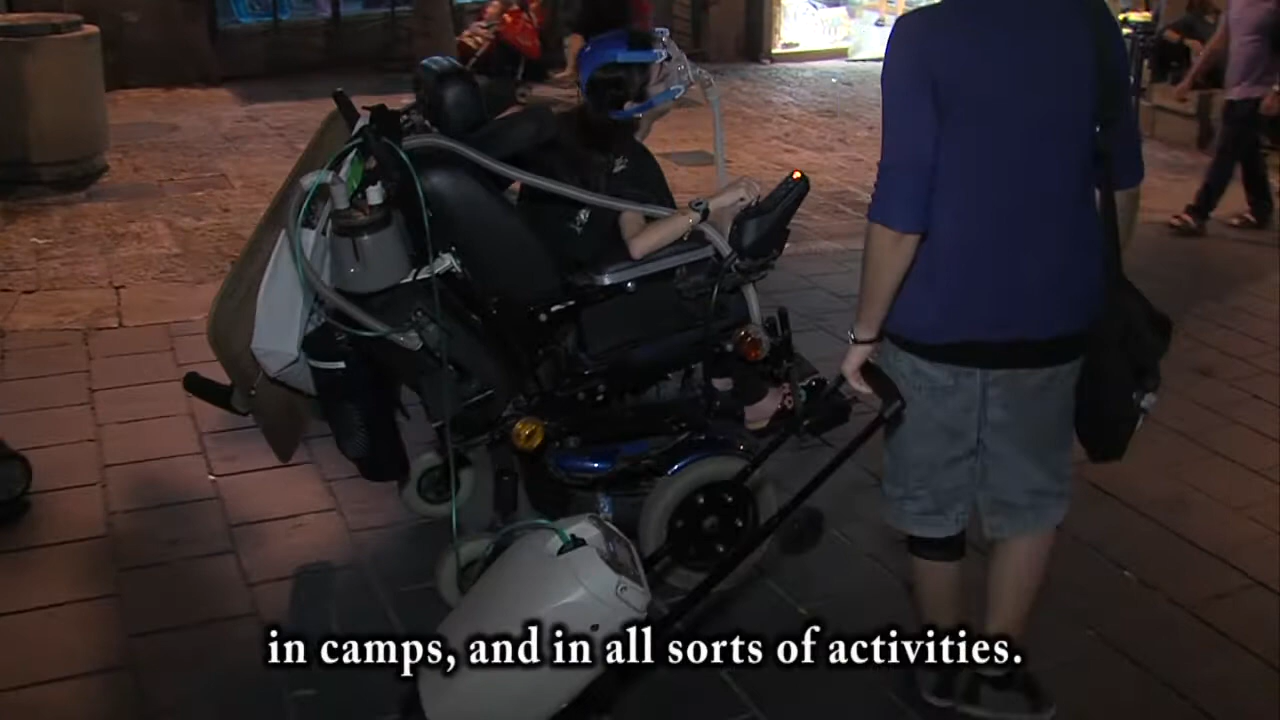 in camps, and in all sorts of activities.